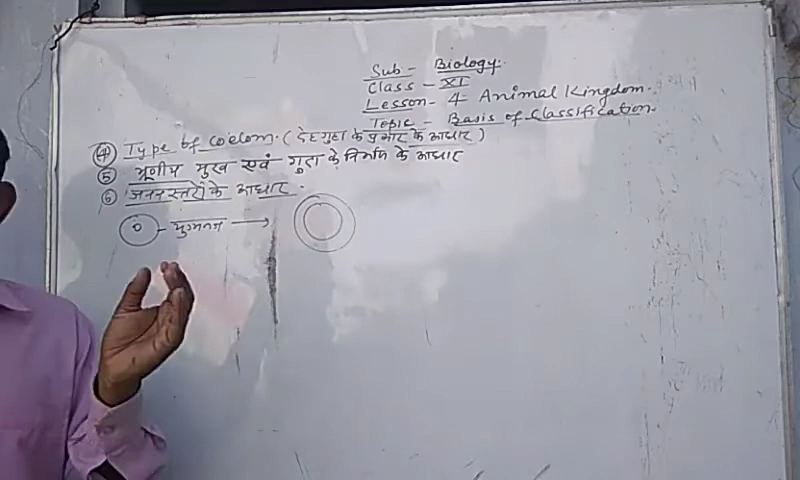 Sub - Biology.
Class - XI
Lesson - 4 Animal Kingdom.
Topic - Basis of Classification.
④ Type of Coelom. (देहगुहा के प्रकार के आधार)
⑤ भ्रूणीय मुख एवं गुदा के निर्माण के आधार
⑥ जनन स्तरों के आधार.
युग्मनज